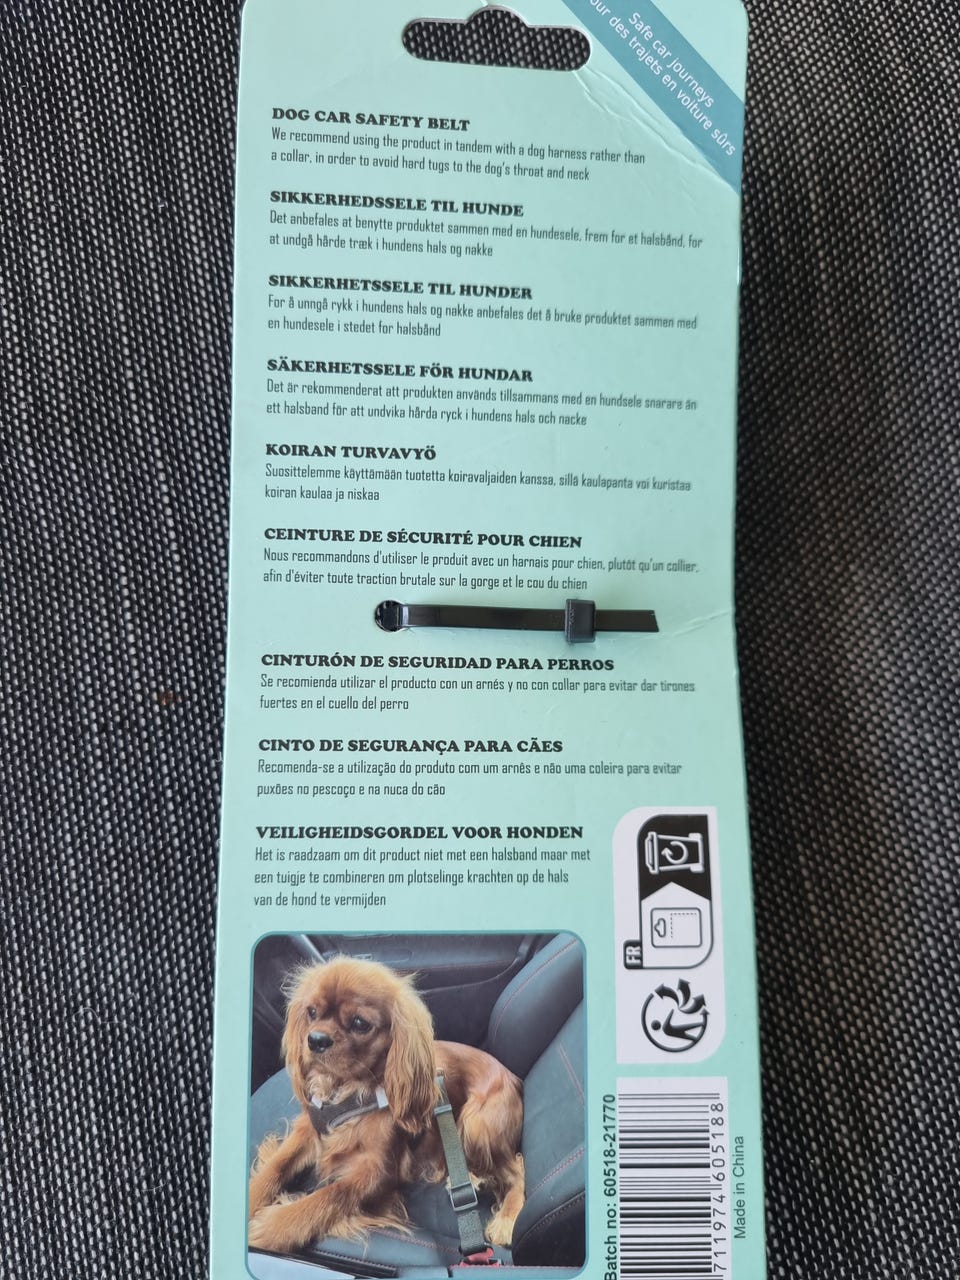 Safe car journeys
our des trajets en voiture sûrs
DOG CAR SAFETY BELT
We recommend using the product in tandem with a dog harness rather than
a collar, in order to avoid hard tugs to the dog's throat and neck
SIKKERHEDSSELE TIL HUNDE
Det anbefales at benytte produktet sammen med en hundesele, frem for et halsbånd, for
at undgå hårde træk i hundens hals og nakke
SIKKERHETSSELE TIL HUNDER
For å unngå rykk i hundens hals og nakke anbefales det å bruke produktet sammen med
en hundesele i stedet for halsbånd
SÄKERHETSSELE FÖR HUNDAR
Det är rekommenderat att produkten används tillsammans med en hundsele snarare än
ett halsband för att undvika hårda ryck i hundens hals och nacke
KOIRAN TURVAVYÖ
Suosittelemme käyttämään tuotetta koiravaljaiden kanssa, sillä kaulapanta voi kuristaa
koiran kaulaa ja niskaa
CEINTURE DE SÉCURITÉ POUR CHIEN
Nous recommandons d'utiliser le produit avec un harnais pour chien, plutôt qu'un collier,
afin d'éviter toute traction brutale sur la gorge et le cou du chien
CINTURÓN DE SEGURIDAD PARA PERROS
Se recomienda utilizar el producto con un arnés y no con collar para evitar dar tirones
fuertes en el cuello del perro
CINTO DE SEGURANÇA PARA CÃES
Recomenda-se a utilização do produto com um arnês e não uma coleira para evitar
puxões no pescoço e na nuca do cão
VEILIGHEIDSGORDEL VOOR HONDEN
Het is raadzaam om dit product niet met een halsband maar met
een tuigje te combineren om plotselinge krachten op de hals
van de hond te vermijden
FR
Batch no: 60518-21770
711974605188
Made in China